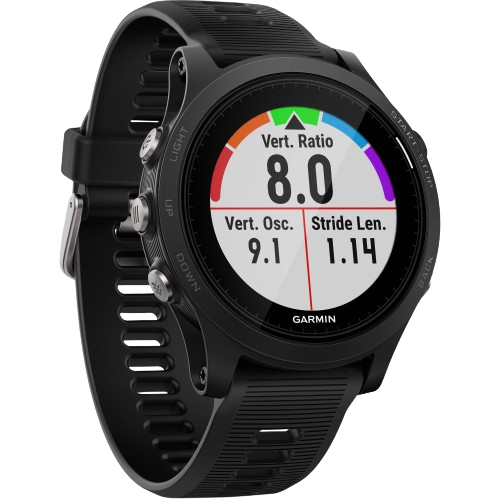 LIGHT
UP
DOWN
START·STOP
BACK
Vert. Ratio
8.0
Vert. Osc.
Stride Len.
9.1
1.14
GARMIN